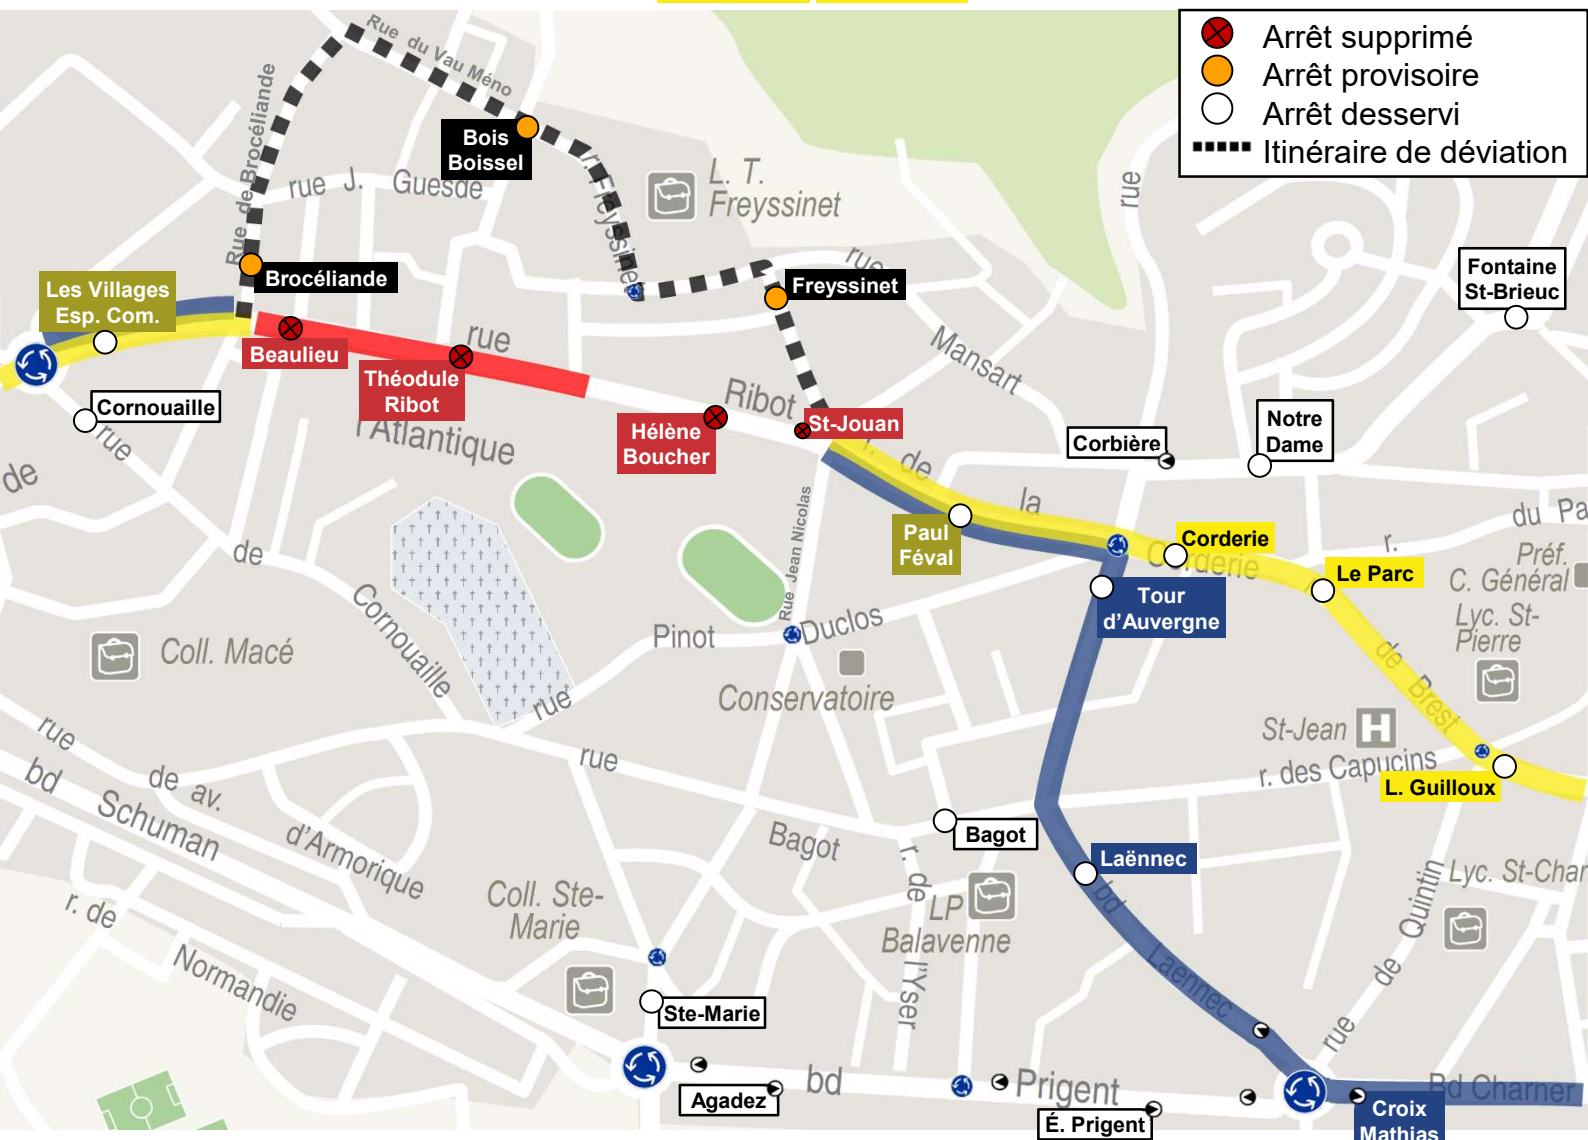 Arrêt supprimé
Arrêt provisoire
Arrêt desservi
Itinéraire de déviation
Rue du Vau Méno
Rue de Brocéliande
Bois
Boissel
rue J. Guesde
r. Freyssinet
L. T.
Freyssinet
rue
Fontaine
St-Brieuc
Brocéliande
Les Villages
Esp. Com.
Freyssinet
rue
Mansart
Beaulieu
rue
Théodule
Ribot
Ribot
Cornouaille
rue
l'Atlantique
Hélène
Boucher
St-Jouan
Notre
Dame
Corbière
de
r. de la Corderie
Paul
Féval
Corderie
du Pa
r.
Préf.
C. Général
Le Parc
Lyc. St-
Pierre
Tour
d'Auvergne
Rue Jean Nicolas
de
Cornouaille
Pinot
Duclos
rue
Coll. Macé
Conservatoire
de Brest
St-Jean
H
r. des Capucins
L. Guilloux
rue
de av.
d'Armorique
bd
Schuman
rue
Bagot
Bagot
Laënnec
bd
Laennec
r. de
l'Yser
LP
Balavenne
Coll. Ste-
Marie
Lyc. St-Char
rue
de
Quintin
r. de
Normandie
Ste-Marie
Agadez
bd
Prigent
É. Prigent
Bd Charner
Croix
Mathias